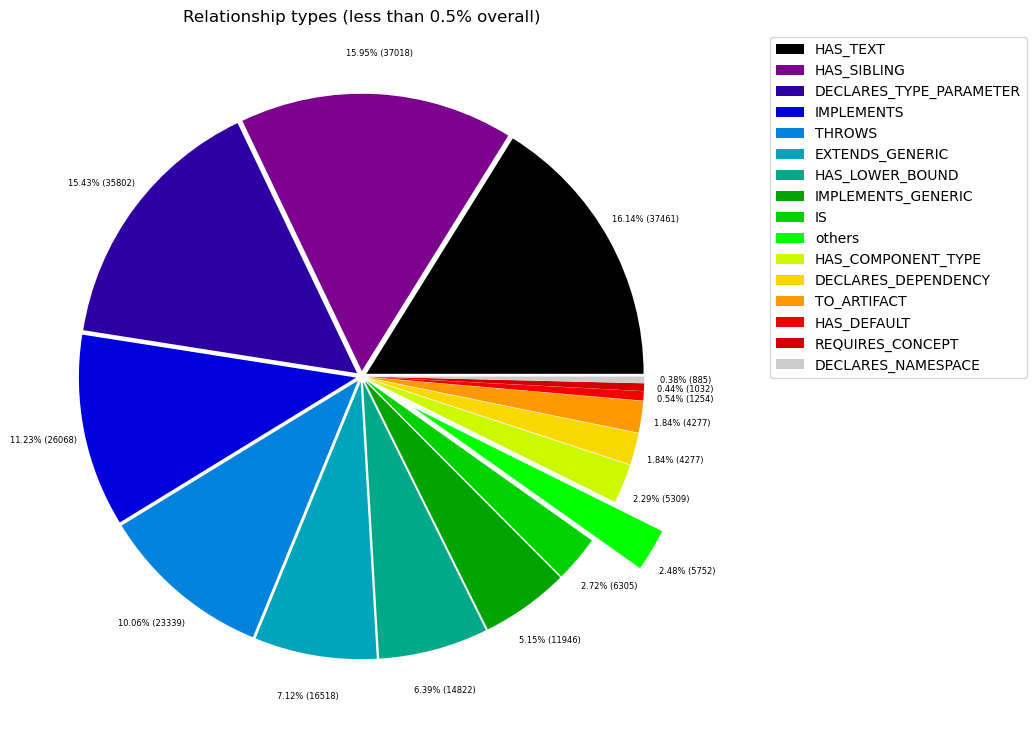 Relationship types (less than 0.5% overall)
15.95% (37018)
16.14% (37461)
15.43% (35802)
11.23% (26068)
10.06% (23339)
7.12% (16518)
6.39% (14822)
5.15% (11946)
2.72% (6305)
2.48% (5752)
2.29% (5309)
1.84% (4277)
1.84% (4277)
0.54% (1254)
0.44% (1032)
0.38% (885)
HAS_TEXT
HAS_SIBLING
DECLARES_TYPE_PARAMETER
IMPLEMENTS
THROWS
EXTENDS_GENERIC
HAS_LOWER_BOUND
IMPLEMENTS_GENERIC
IS
others
HAS_COMPONENT_TYPE
DECLARES_DEPENDENCY
TO_ARTIFACT
HAS_DEFAULT
REQUIRES_CONCEPT
DECLARES_NAMESPACE